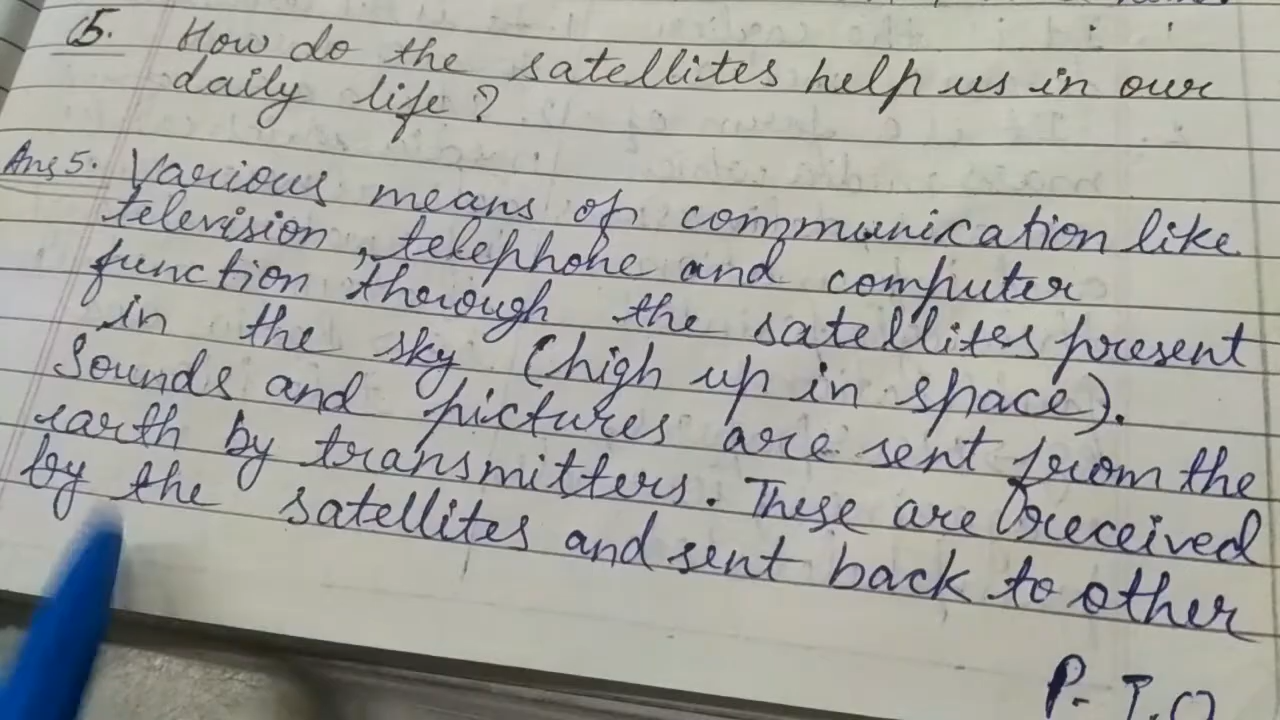 5. How do the satellites help us in our
daily life?
Ans 5. Various means of communication like
television, telephone and computer
function thorough the satellites present
in the sky (high up in space).
Sounds and pictures are sent from the
earth by transmitters. These are received
by the satellites and sent back to other
P.T.O